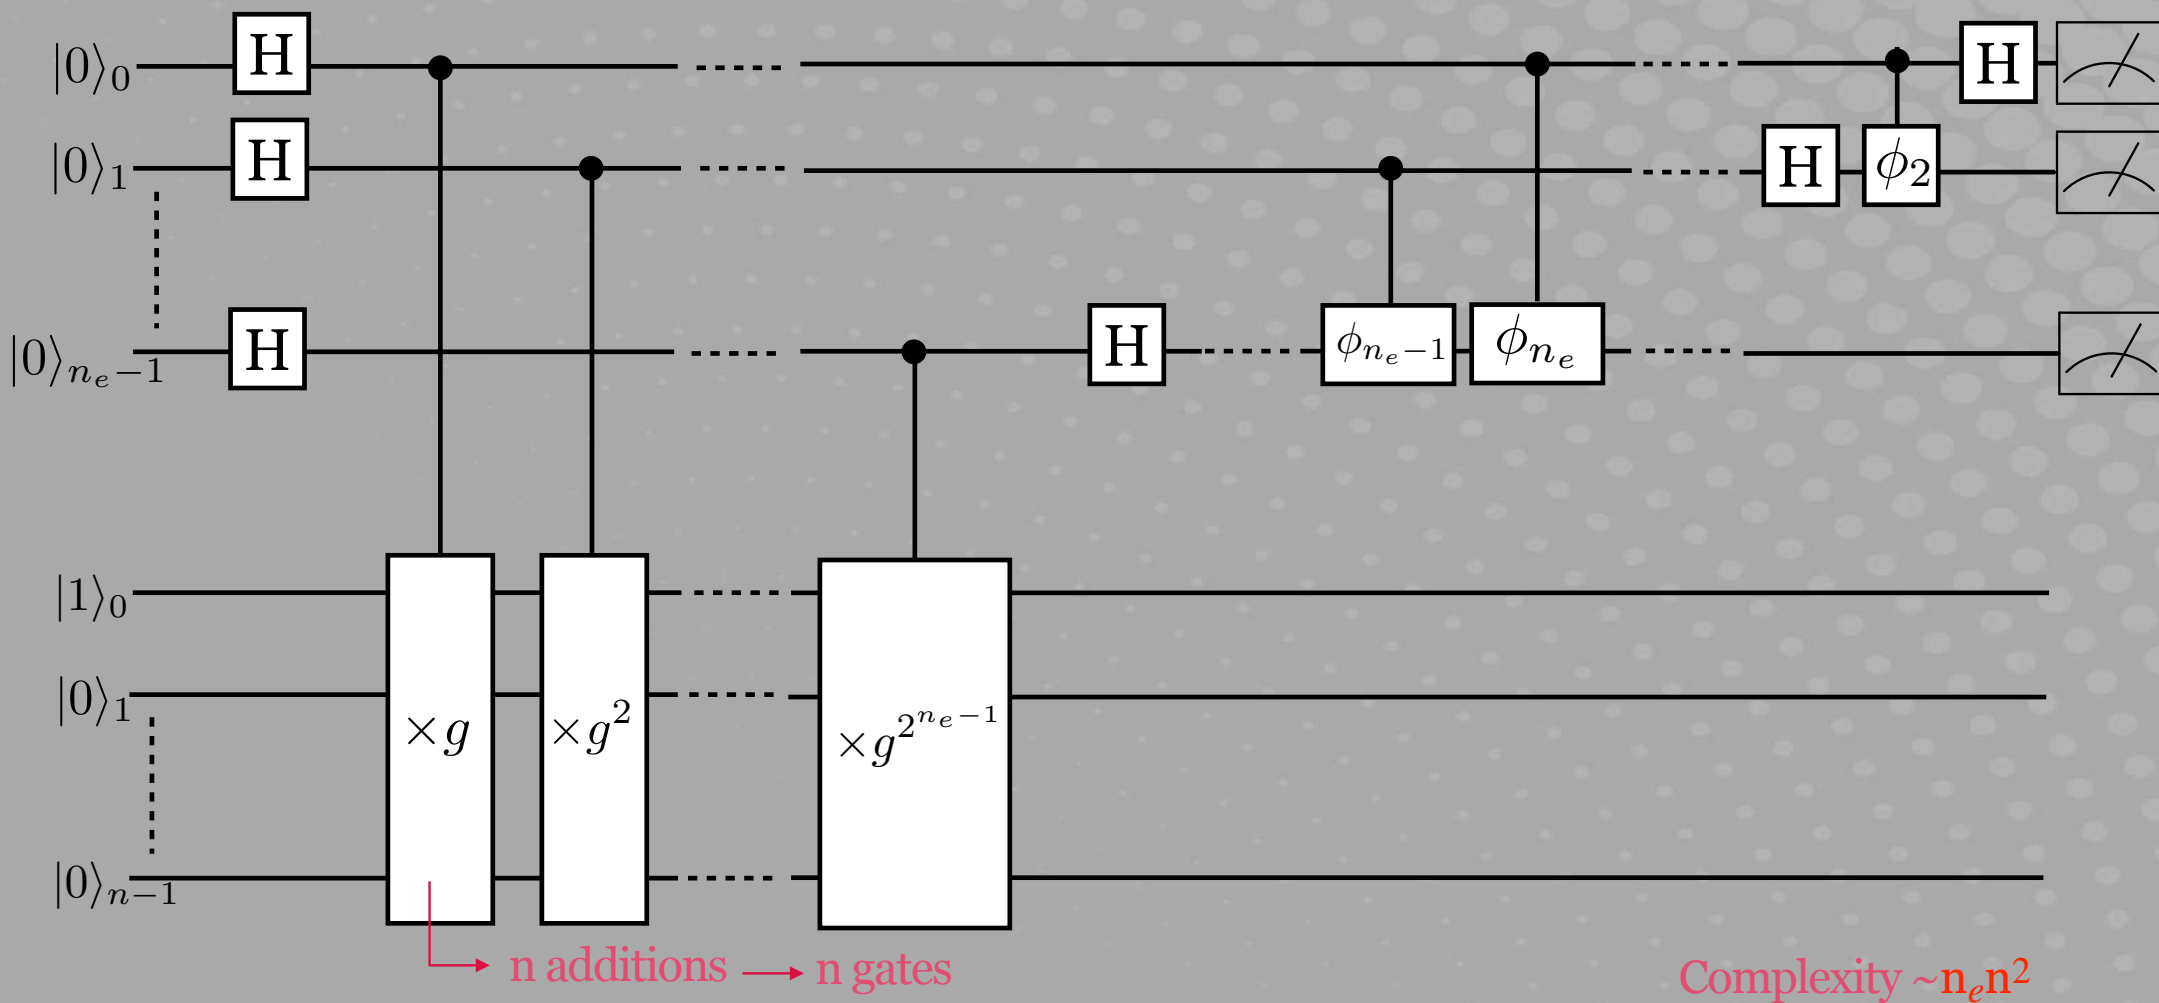 |0⟩₀ H H
|0⟩₁ H H ϕ₂
|0⟩ₙₑ₋₁ H H ϕₙₑ₋₁ ϕₙₑ
|1⟩₀
|0⟩₁
×g ×g² ×g^{2^{nₑ−1}}
|0⟩ₙ₋₁
n additions → n gates
Complexity ~nₑn²